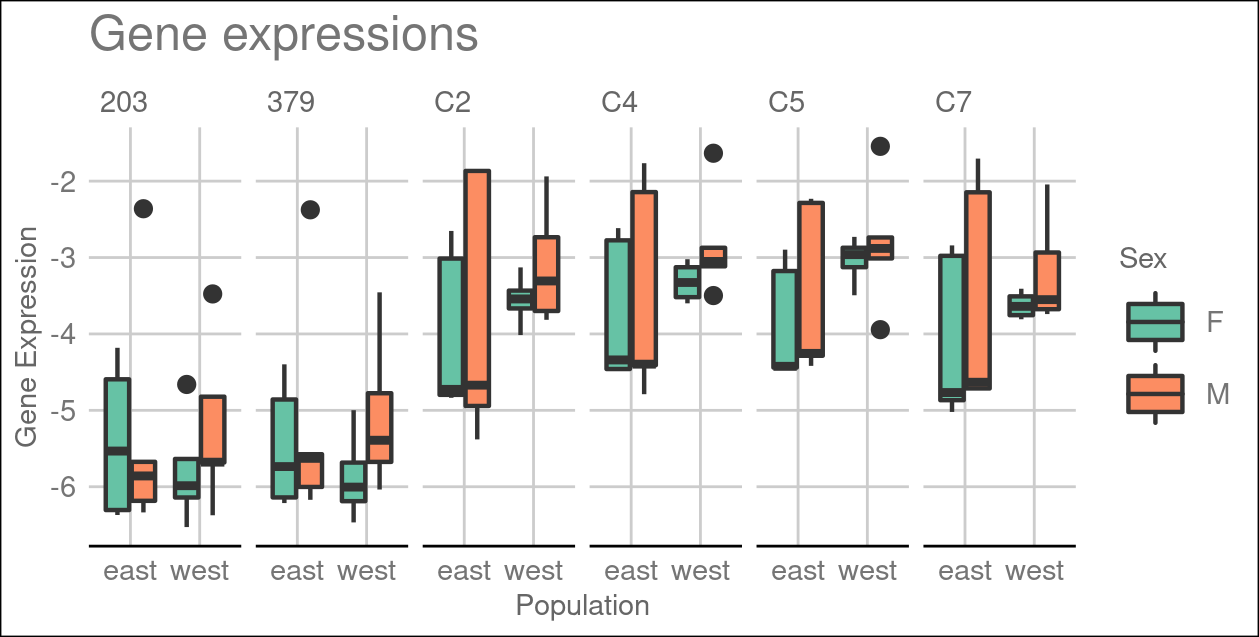 Gene expressions
203 379 C2 C4 C5 C7
-2
-3
-4
-5
-6
Gene Expression
east west east west east west east west east west east west
Population
Sex
F
M